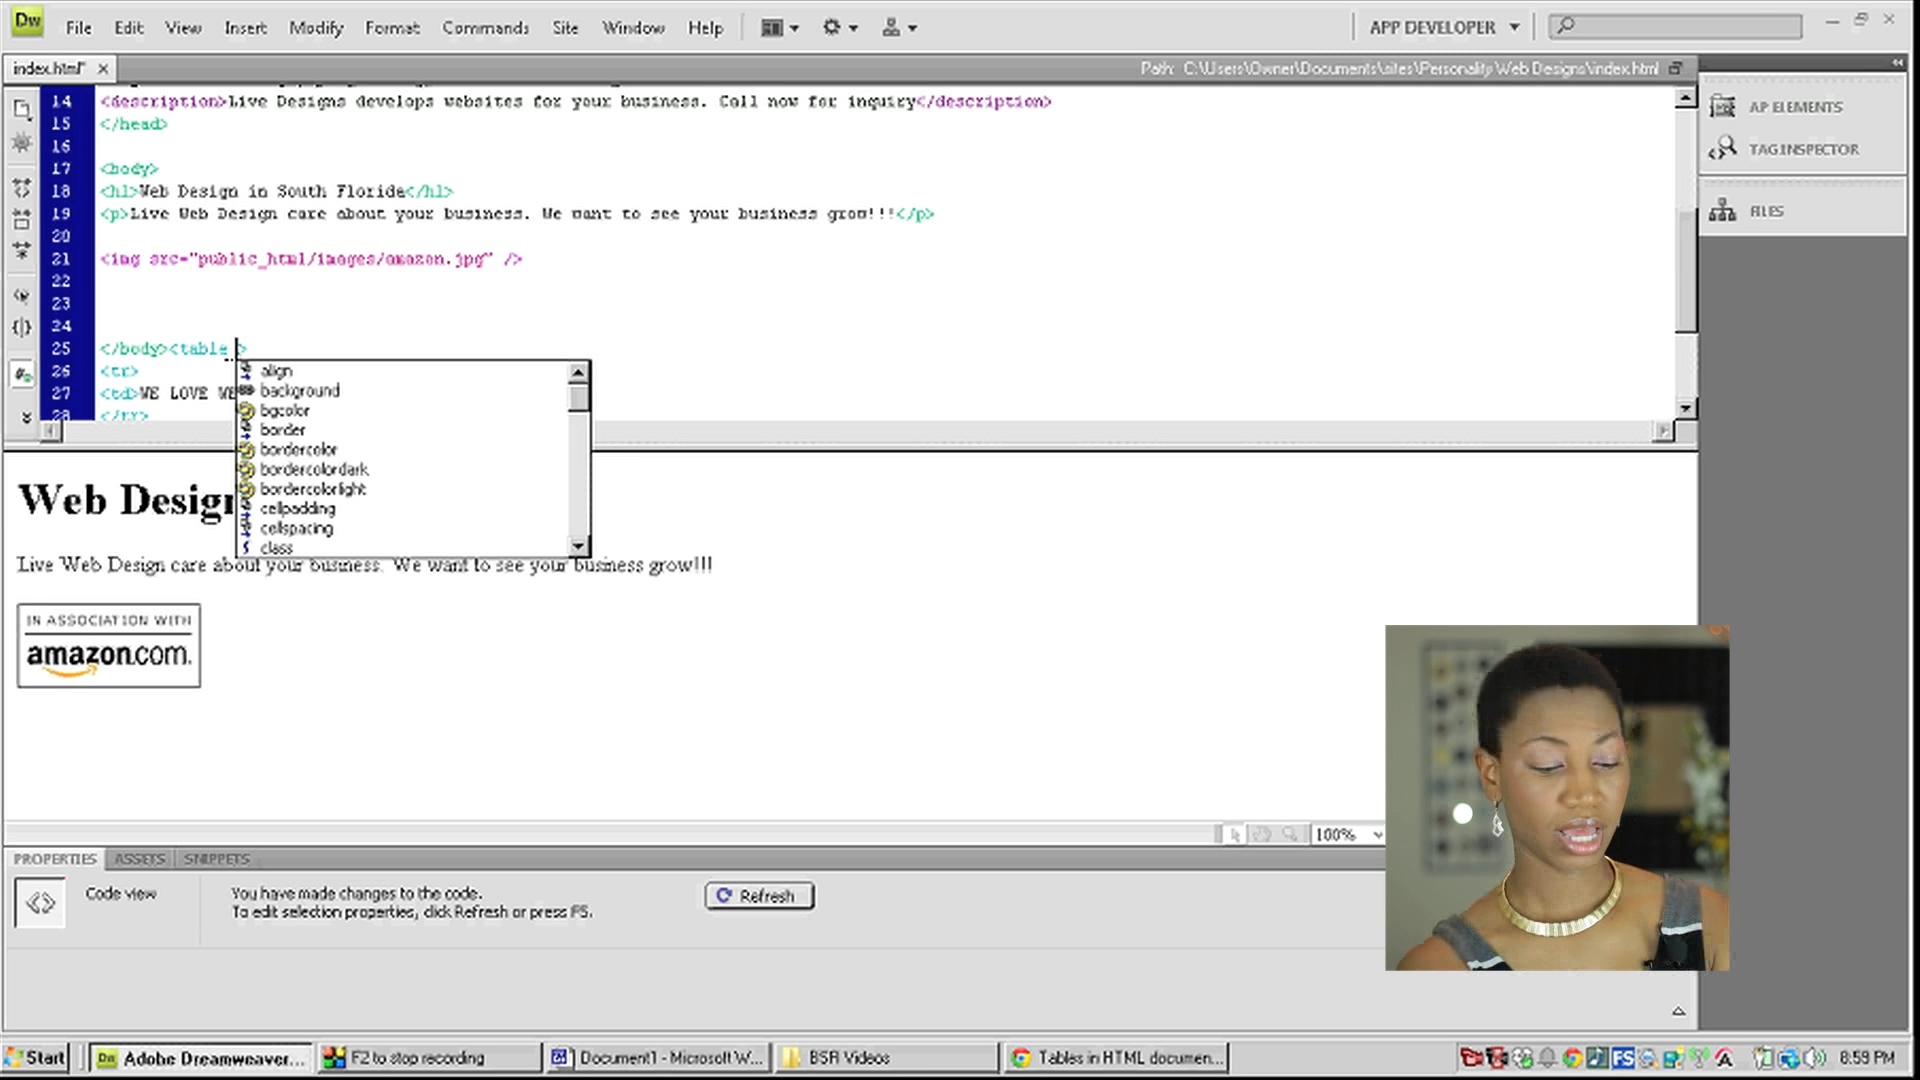 Dw File Edit View Insert Modify Format Commands Site Window Help APP DEVELOPER
index.html* Path: C:\Users\Owner\Documents\sites\Personality Web Designs\index.html
14 <description>Live Designs develops websites for your business. Call now for inquiry</description>
15 </head>
16
17 <body>
18 <h1>Web Design in South Florida</h1>
19 <p>Live Web Design care about your business. We want to see your business grow!!!</p>
20
21 <img src="public_html/images/amazon.jpg" />
22
23
24
25 </body><table >
26 <tr>
27 <td>WE LOVE WE
28 </tr>
align
background
bgcolor
border
bordercolor
bordercolordark
bordercolorlight
cellpadding
cellspacing
class
AP ELEMENTS
TAG INSPECTOR
FILES
Web Design
Live Web Design care about your business. We want to see your business grow!!!
IN ASSOCIATION WITH
amazon.com.
100%
PROPERTIES ASSETS SNIPPETS
Code view
You have made changes to the code.
To edit selection properties, click Refresh or press F5.
Refresh
Start Adobe Dreamweaver... F2 to stop recording Document1 - Microsoft W... BSR Videos Tables in HTML documen... FS 8:59 PM